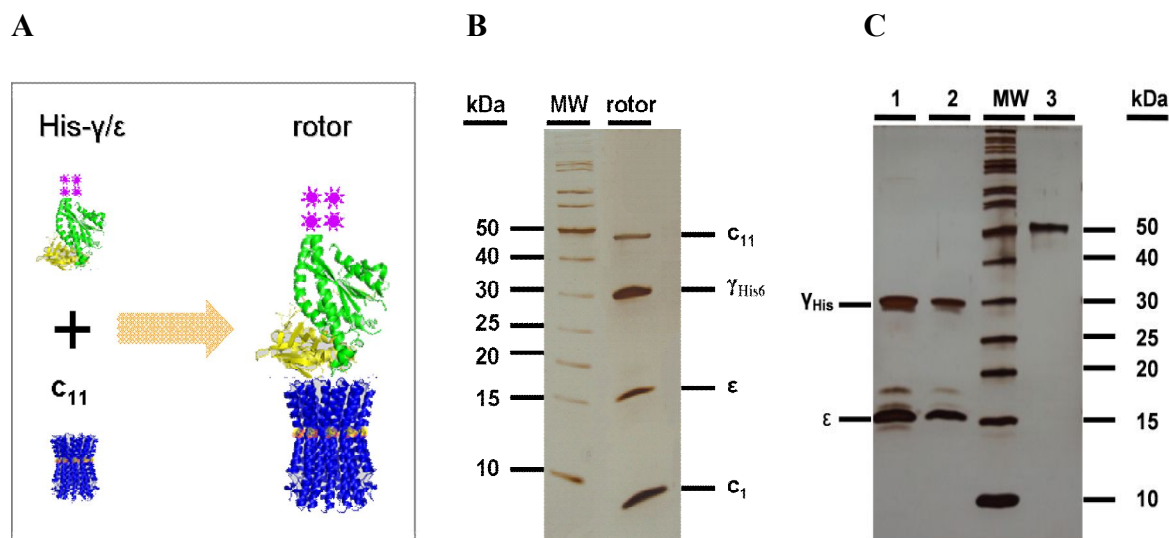 A
His-γ/ε
+
c₁₁
rotor
B
kDa MW rotor
50
40
30
25
20
15
10
c₁₁
γHis6
ε
c₁
C
1 2 MW 3 kDa
γHis
ε
50
40
30
25
20
15
10